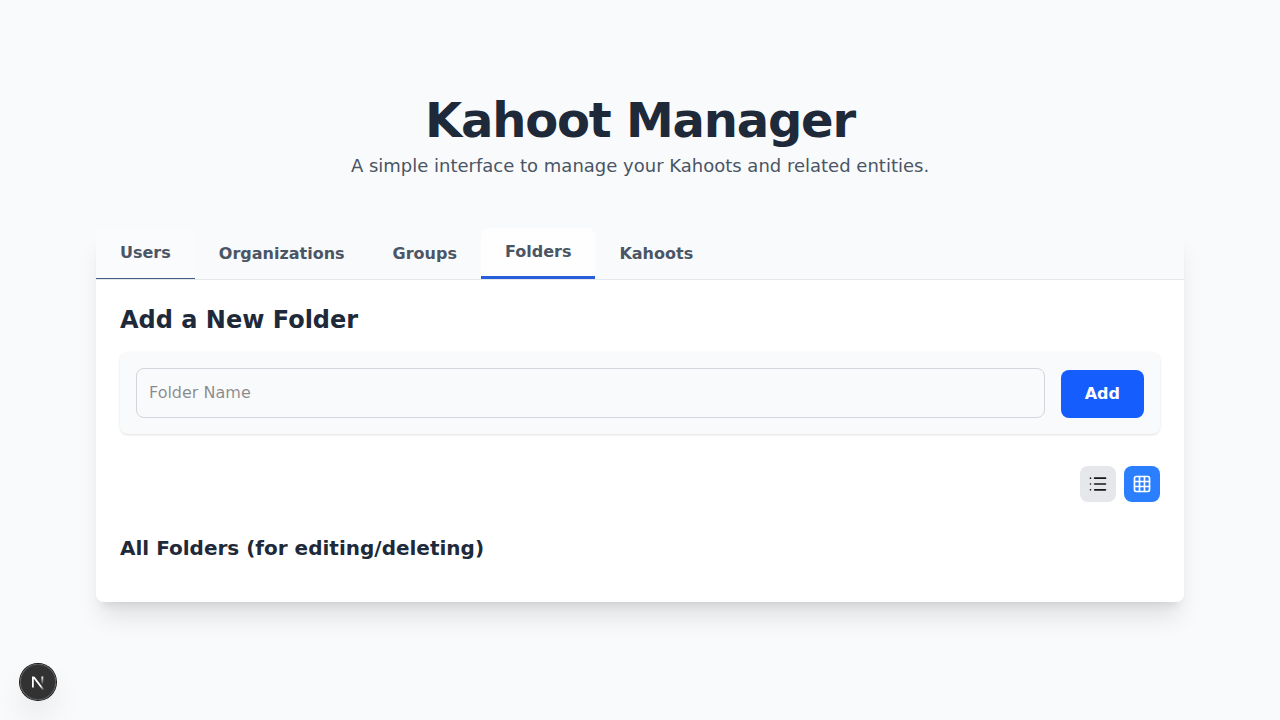 Kahoot Manager
A simple interface to manage your Kahoots and related entities.
Users
Organizations
Groups
Folders
Kahoots
Add a New Folder
Folder Name
Add
All Folders (for editing/deleting)
N